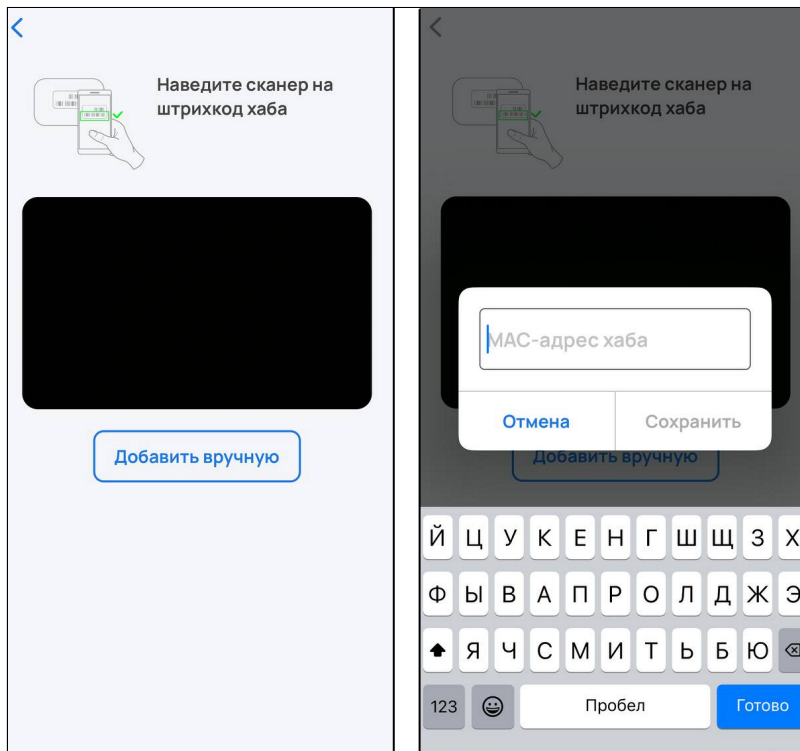 Наведите сканер на
штрихкод хаба
Добавить вручную
Наведите сканер на
штрихкод хаба
MAC-адрес хаба
Отмена Сохранить
Добавить вручную
Й Ц У К Е Н Г Ш Щ З Х
Ф Ы В А П Р О Л Д Ж Э
Я Ч С М И Т Ь Б Ю
123 Пробел Готово